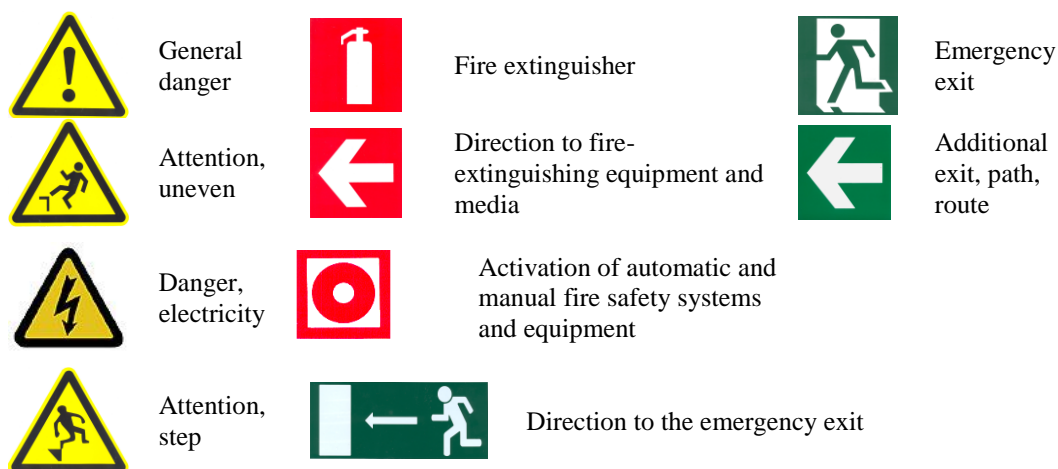 General
danger
Fire extinguisher
Emergency
exit
Attention,
uneven
Direction to fire-
extinguishing equipment and
media
Additional
exit, path,
route
Danger,
electricity
Activation of automatic and
manual fire safety systems
and equipment
Attention,
step
Direction to the emergency exit